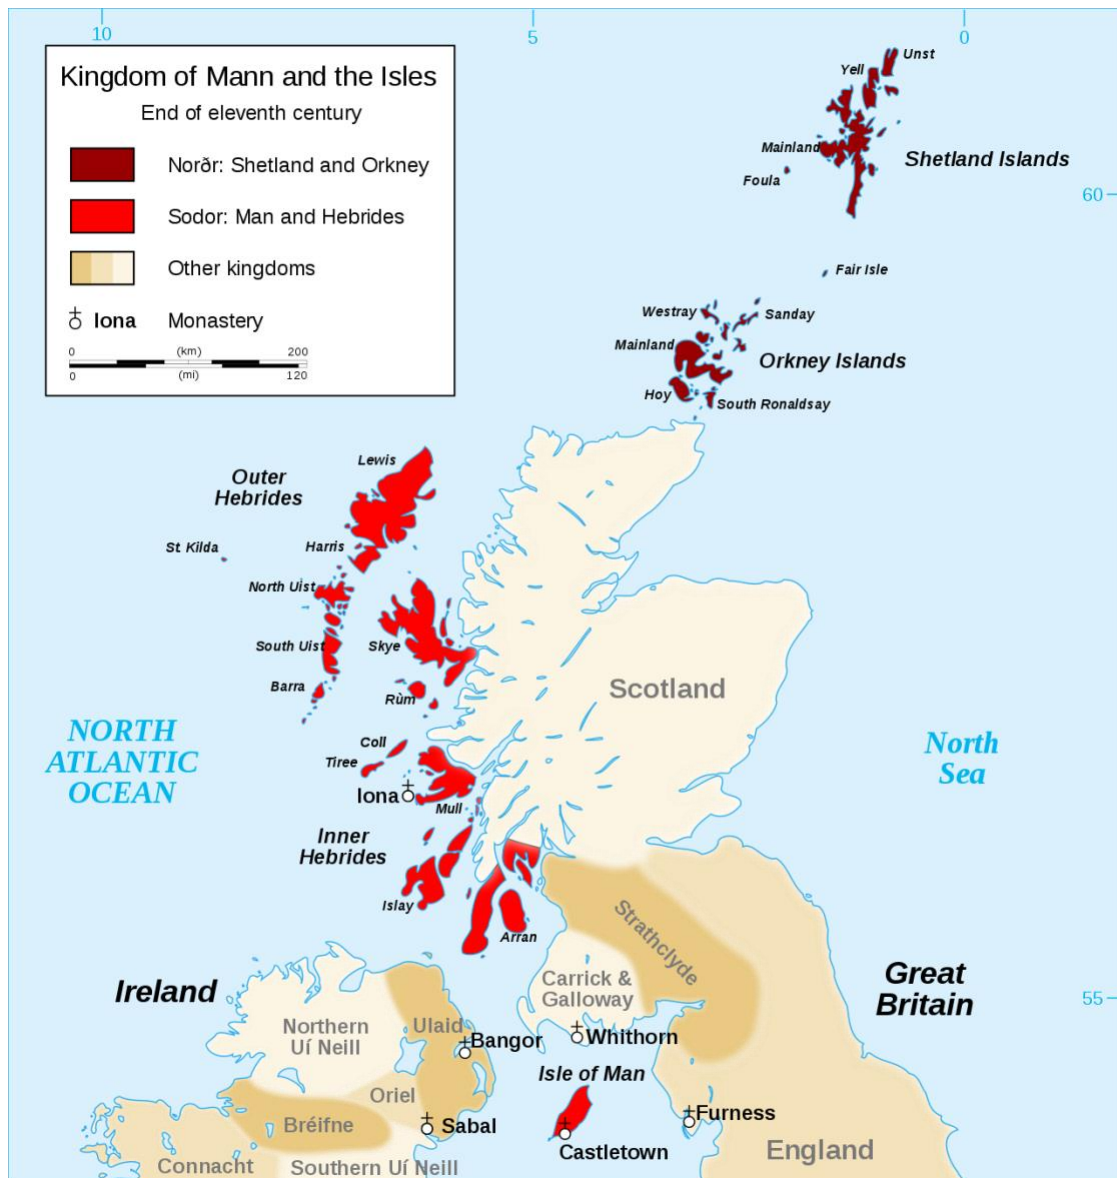 10
5
0
Kingdom of Mann and the Isles
End of eleventh century
Norðr: Shetland and Orkney
Sodor: Man and Hebrides
Other kingdoms
Iona Monastery
0 (km) 200
0 (mi) 120
Unst
Yell
Mainland
Shetland Islands
Foula
60
Fair Isle
Westray
Sanday
Mainland
Orkney Islands
Hoy
South Ronaldsay
Lewis
Outer
Hebrides
St. Kilda
Harris
North Uist
South Uist
Skye
Barra
Rùm
Scotland
NORTH
ATLANTIC
OCEAN
North
Sea
Coll
Tiree
Iona
Mull
Inner
Hebrides
Islay
Arran
Strathclyde
Carrick &
Galloway
Great
Britain
55
Ireland
Northern
Uí Neill
Ulaid
Bangor
Whithorn
Isle of Man
Oriel
Bréifne
Sabal
Furness
Castletown
England
Connacht
Southern Uí Neill